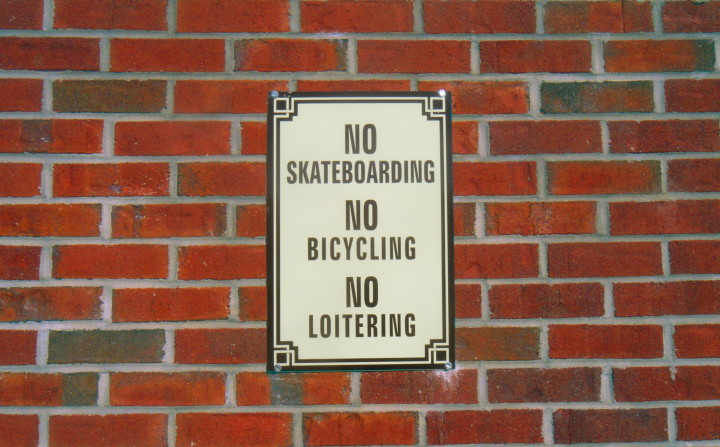 NO
SKATEBOARDING
NO
BICYCLING
NO
LOITERING